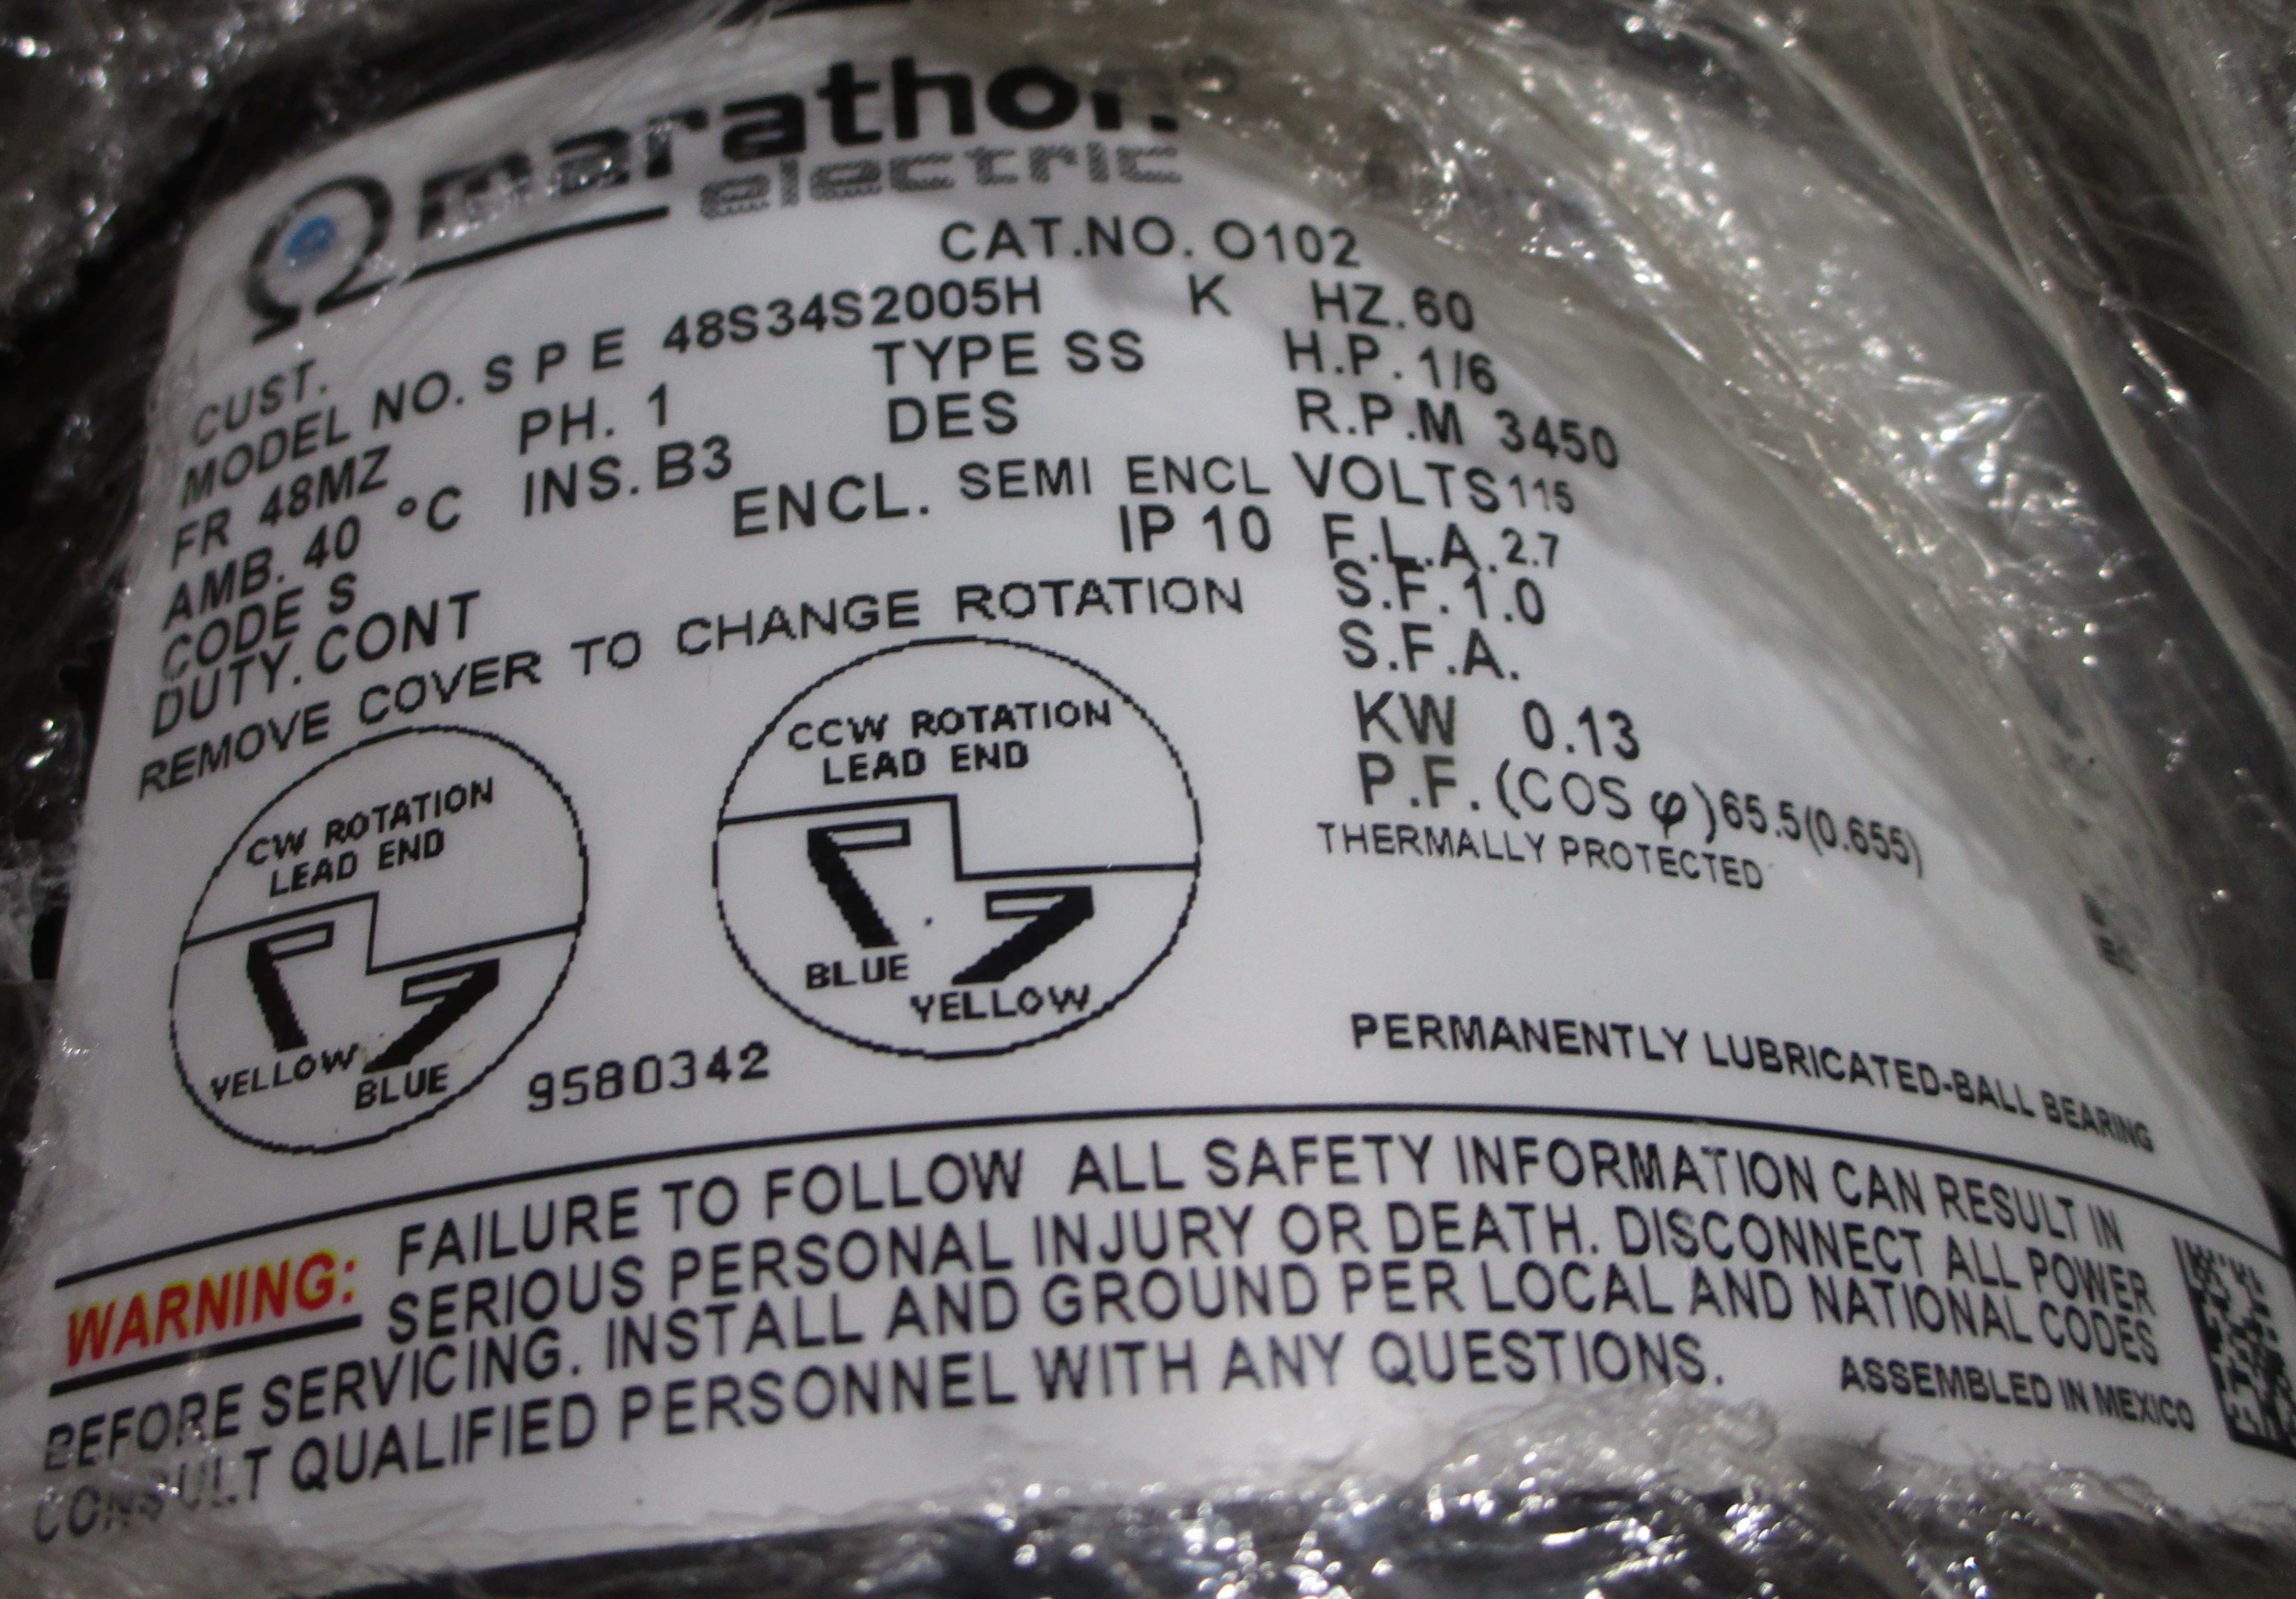 marathon
electric
CAT.NO. O102
CUST.
MODEL NO. S P E 48S34S2005H K HZ.60
FR 48MZ PH. 1 TYPE SS H.P. 1/6
AMB. 40 °C INS. B3 DES R.P.M 3450
CODE S ENCL. SEMI ENCL VOLTS 115
DUTY. CONT IP 10 F.L.A. 2.7
REMOVE COVER TO CHANGE ROTATION S.F. 1.0
S.F.A.
KW 0.13
P.F. (COS φ) 65.5(0.655)
THERMALLY PROTECTED
CW ROTATION
LEAD END
YELLOW
BLUE
CCW ROTATION
LEAD END
BLUE
YELLOW
9580342
PERMANENTLY LUBRICATED-BALL BEARING
WARNING: FAILURE TO FOLLOW ALL SAFETY INFORMATION CAN RESULT IN
SERIOUS PERSONAL INJURY OR DEATH. DISCONNECT ALL POWER
BEFORE SERVICING. INSTALL AND GROUND PER LOCAL AND NATIONAL CODES
CONSULT QUALIFIED PERSONNEL WITH ANY QUESTIONS.
ASSEMBLED IN MEXICO